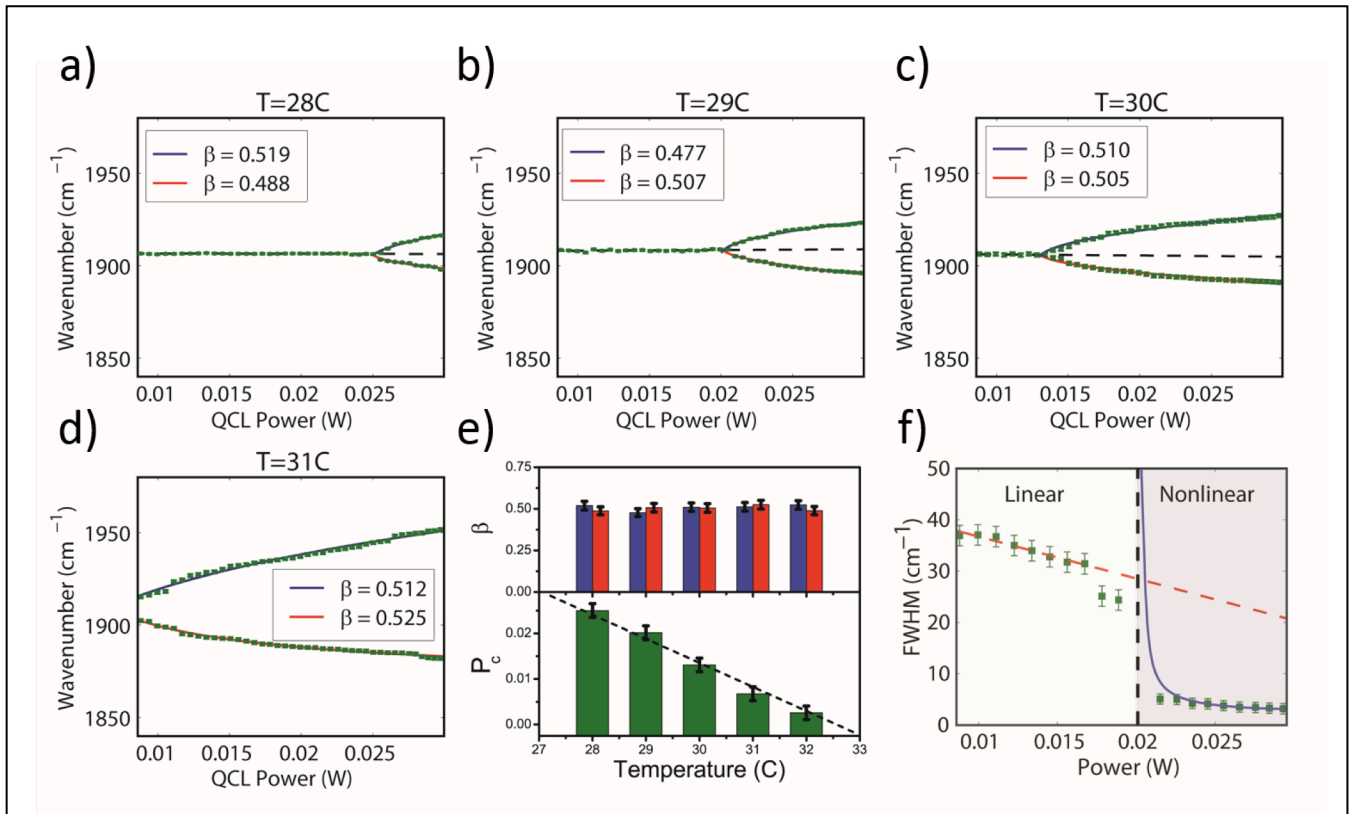 a)
T=28C
β = 0.519
β = 0.488
Wavenumber (cm ⁻¹)
1950
1900
1850
0.01 0.015 0.02 0.025
QCL Power (W)
b)
T=29C
β = 0.477
β = 0.507
Wavenumber (cm ⁻¹)
1950
1900
1850
0.01 0.015 0.02 0.025
QCL Power (W)
c)
T=30C
β = 0.510
β = 0.505
Wavenumber (cm ⁻¹)
1950
1900
1850
0.01 0.015 0.02 0.025
QCL Power (W)
d)
T=31C
Wavenumber (cm⁻¹)
1950
1900
1850
β = 0.512
β = 0.525
0.01 0.015 0.02 0.025
QCL Power (W)
e)
β
0.75
0.50
0.25
0.00
Pc
0.02
0.01
0.00
27 28 29 30 31 32 33
Temperature (C)
f)
Linear Nonlinear
FWHM (cm⁻¹)
50
40
30
20
10
0
0.01 0.015 0.02 0.025
Power (W)